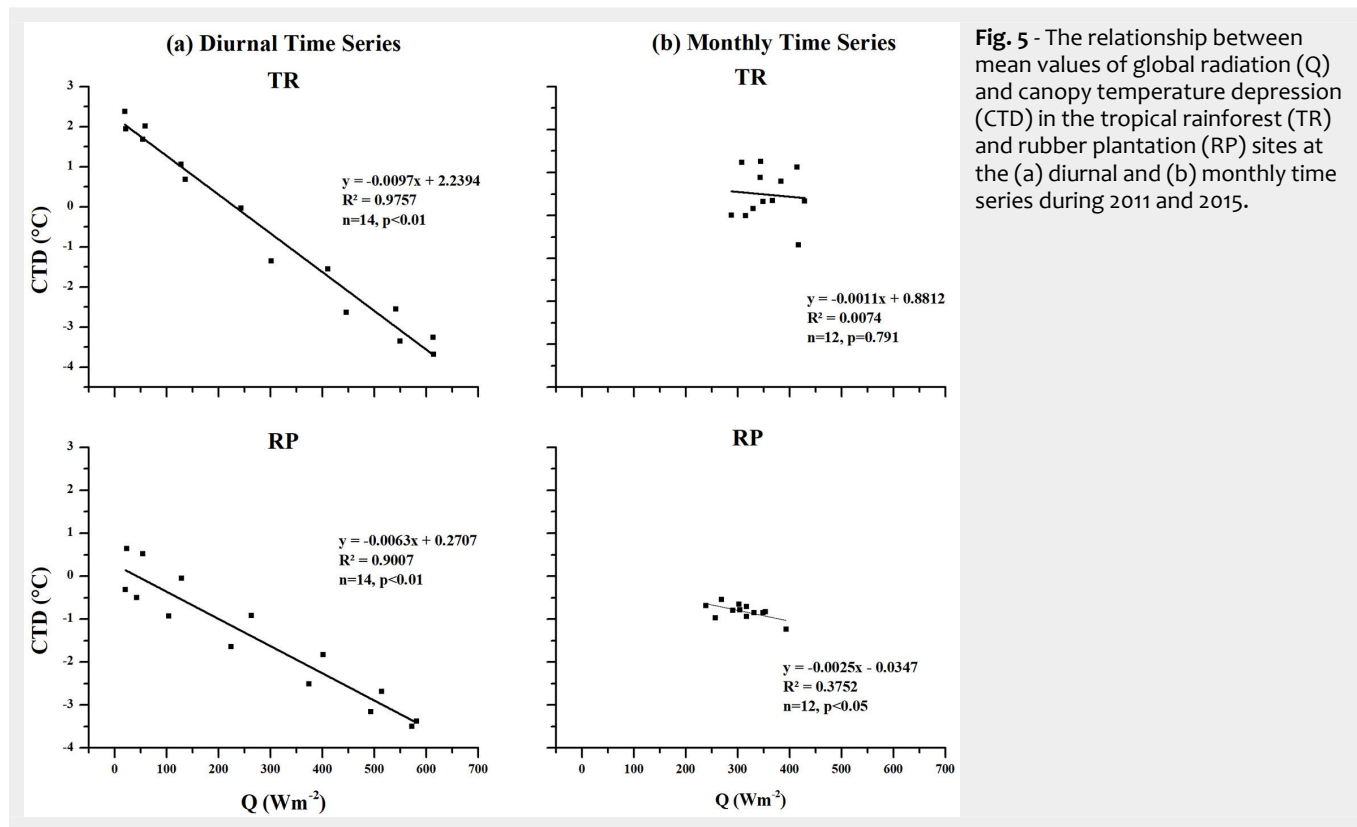 (a) Diurnal Time Series
TR
3
2
1
0
-1
-2
-3
-4
CTD (°C)
y = -0.0097x + 2.2394
R² = 0.9757
n=14, p<0.01
(b) Monthly Time Series
TR
y = -0.0011x + 0.8812
R² = 0.0074
n=12, p=0.791
RP
3
2
1
0
-1
-2
-3
-4
CTD (°C)
y = -0.0063x + 0.2707
R² = 0.9007
n=14, p<0.01
0 100 200 300 400 500 600 700
Q (Wm⁻²)
RP
y = -0.0025x - 0.0347
R² = 0.3752
n=12, p<0.05
0 100 200 300 400 500 600 700
Q (Wm⁻²)
Fig. 5 - The relationship between
mean values of global radiation (Q)
and canopy temperature depression
(CTD) in the tropical rainforest (TR)
and rubber plantation (RP) sites at
the (a) diurnal and (b) monthly time
series during 2011 and 2015.